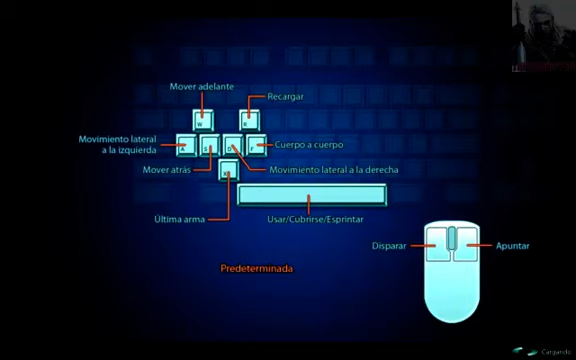 Mover adelante
Recargar
W
R
Movimiento lateral
a la izquierda
A
S
D
F
Cuerpo a cuerpo
Mover atrás
X
Movimiento lateral a la derecha
Última arma
Usar/Cubrirse/Esprintar
Disparar
Apuntar
Predeterminada
Cargando